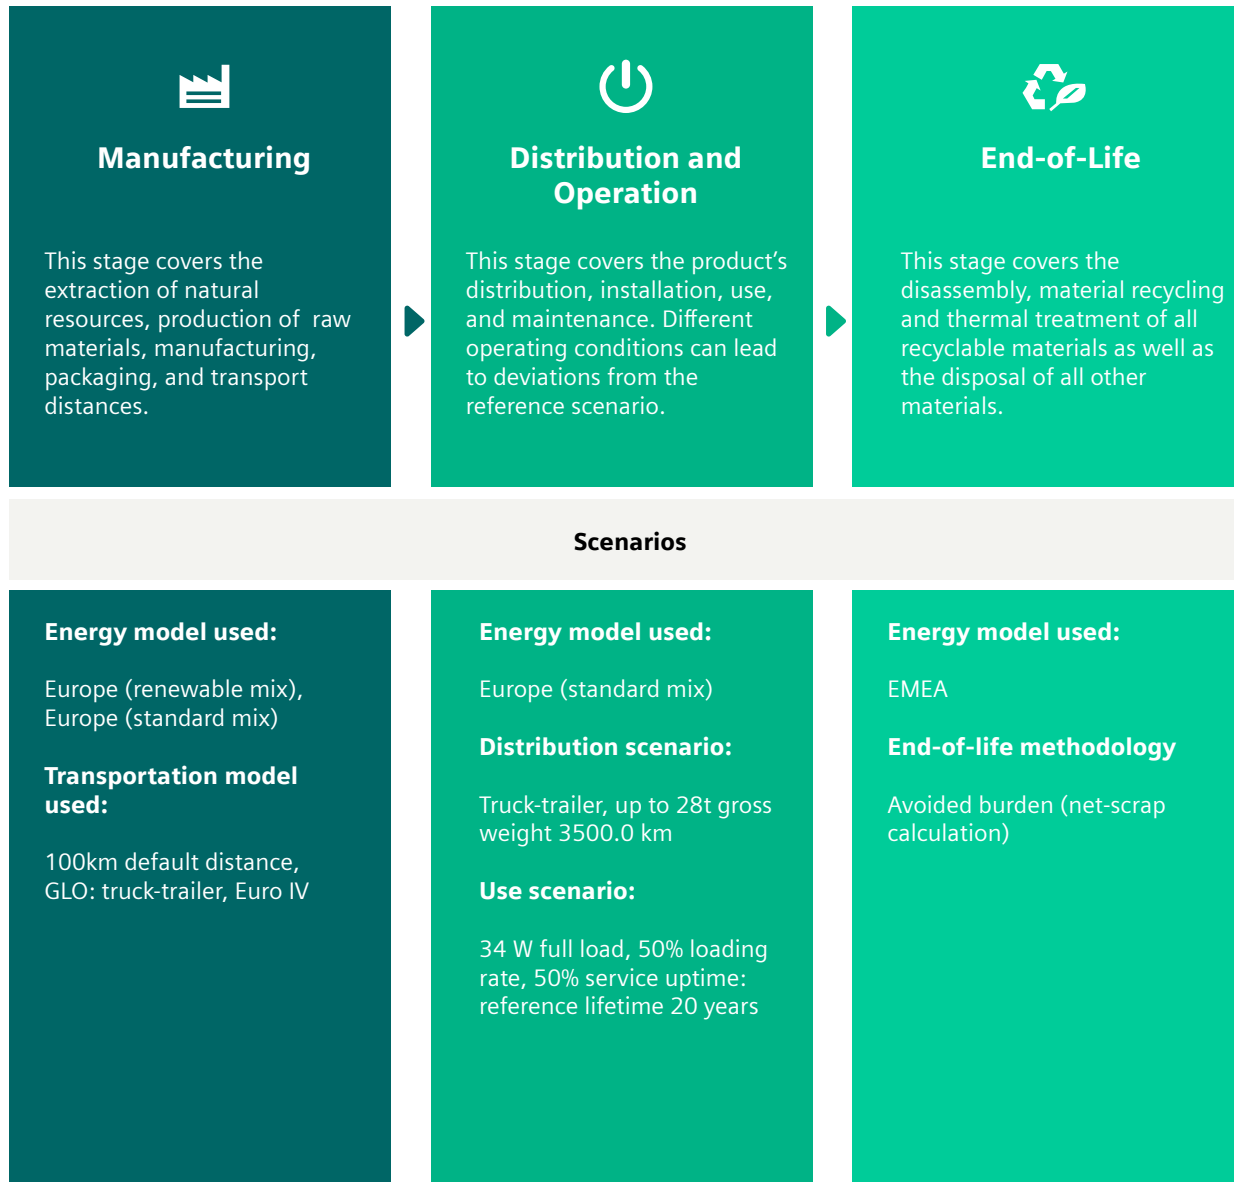 Manufacturing
This stage covers the
extraction of natural
resources, production of  raw
materials, manufacturing,
packaging, and transport
distances.
Distribution and
Operation
This stage covers the product’s
distribution, installation, use,
and maintenance. Different
operating conditions can lead
to deviations from the
reference scenario.
End-of-Life
This stage covers the
disassembly, material recycling
and thermal treatment of all
recyclable materials as well as
the disposal of all other
materials.
Scenarios
Energy model used:
Europe (renewable mix),
Europe (standard mix)
Transportation model
used:
100km default distance,
GLO: truck-trailer, Euro IV
Energy model used:
Europe (standard mix)
Distribution scenario:
Truck-trailer, up to 28t gross
weight 3500.0 km
Use scenario:
34 W full load, 50% loading
rate, 50% service uptime:
reference lifetime 20 years
Energy model used:
EMEA
End-of-life methodology
Avoided burden (net-scrap
calculation)